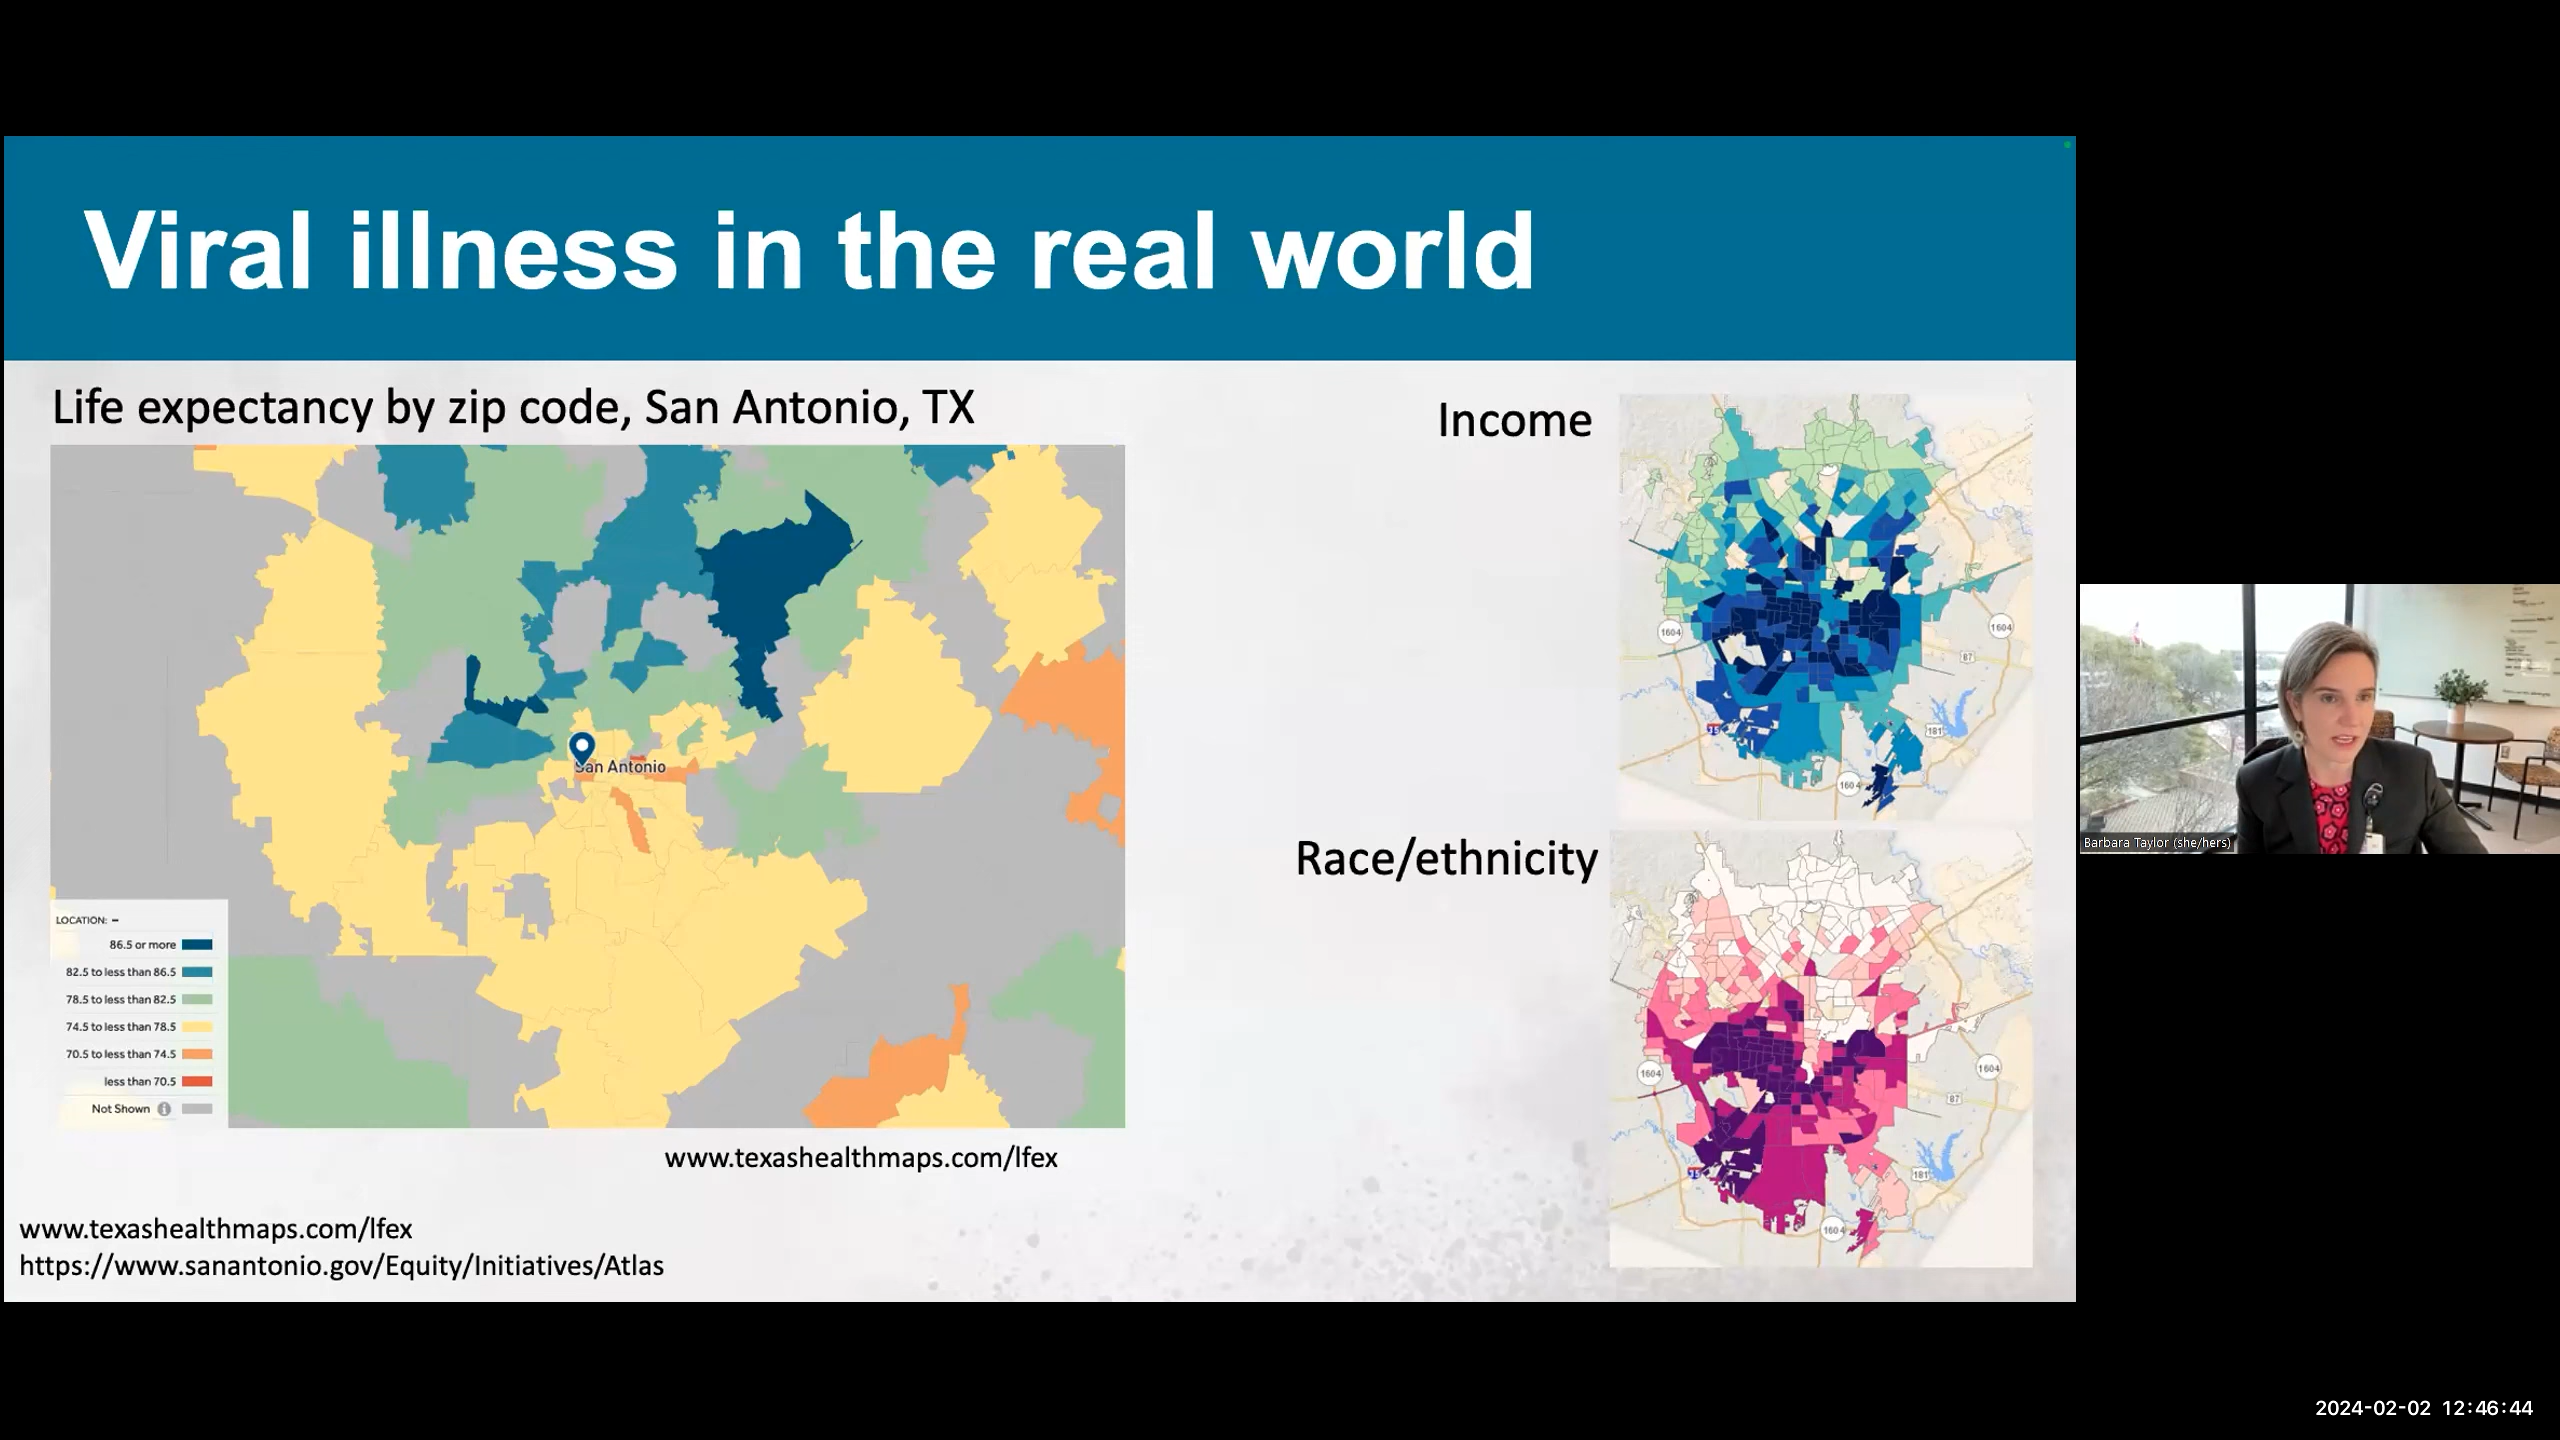 Viral illness in the real world
Life expectancy by zip code, San Antonio, TX
San Antonio
LOCATION: –
86.5 or more
82.5 to less than 86.5
78.5 to less than 82.5
74.5 to less than 78.5
70.5 to less than 74.5
less than 70.5
Not Shown
www.texashealthmaps.com/lfex
www.texashealthmaps.com/lfex
https://www.sanantonio.gov/Equity/Initiatives/Atlas
Income
1604
1604
87
181
35
1604
Race/ethnicity
1604
1604
87
181
35
1604
Barbara Taylor (she/hers)
2024-02-02 12:46:44